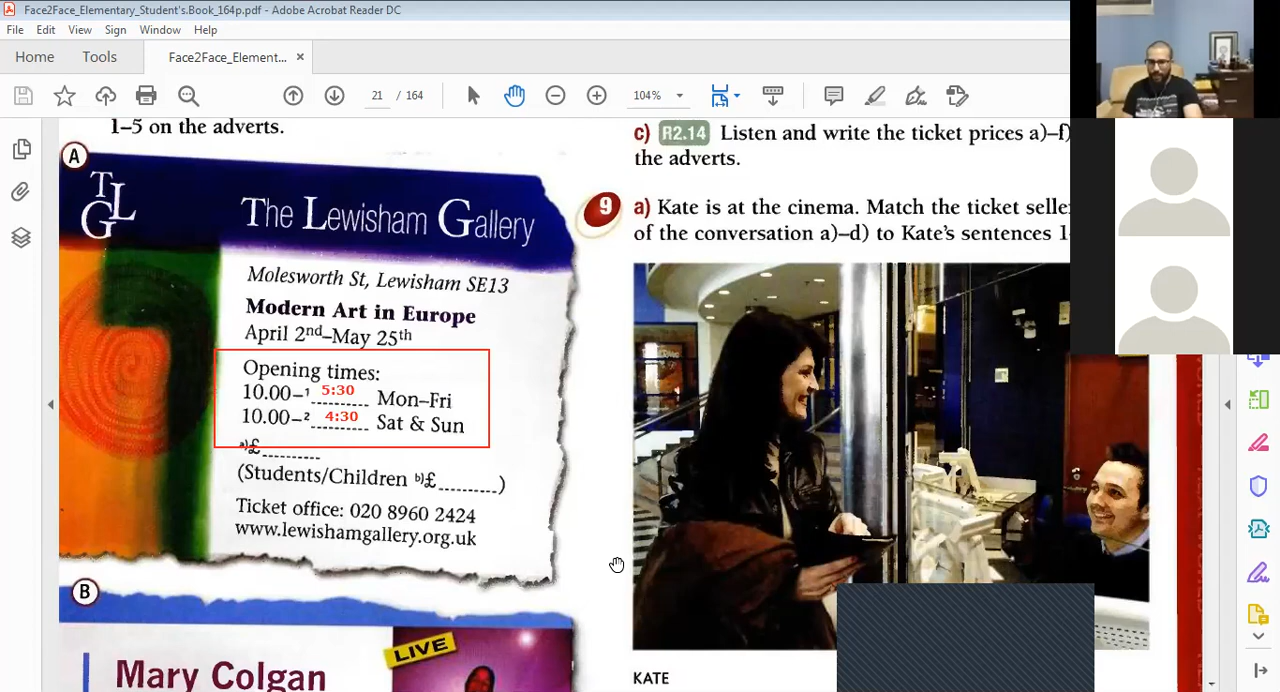 Face2Face_Elementary_Student's.Book_164p.pdf - Adobe Acrobat Reader DC
File Edit View Sign Window Help
Home Tools Face2Face_Element... ×
21 / 164 104%
1–5 on the adverts.
A
TLG
The Lewisham Gallery
Molesworth St, Lewisham SE13
Modern Art in Europe
April 2nd–May 25th
Opening times:
10.00–1 5:30 Mon–Fri
10.00–2 4:30 Sat & Sun
a)£ ..........
(Students/Children b)£ ..........)
Ticket office: 020 8960 2424
www.lewishamgallery.org.uk
B
LIVE
Mary Colgan
c) R2.14 Listen and write the ticket prices a)–f)
the adverts.
9 a) Kate is at the cinema. Match the ticket selle
of the conversation a)–d) to Kate's sentences 1
KATE